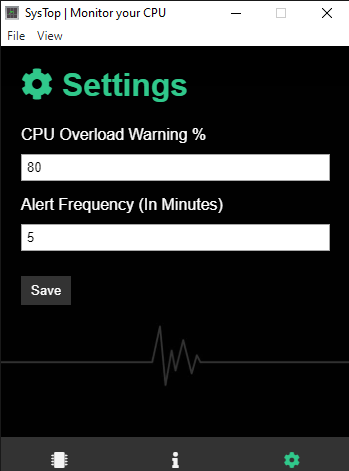 SysTop | Monitor your CPU
File View
Settings
CPU Overload Warning %
80
Alert Frequency (In Minutes)
5
Save